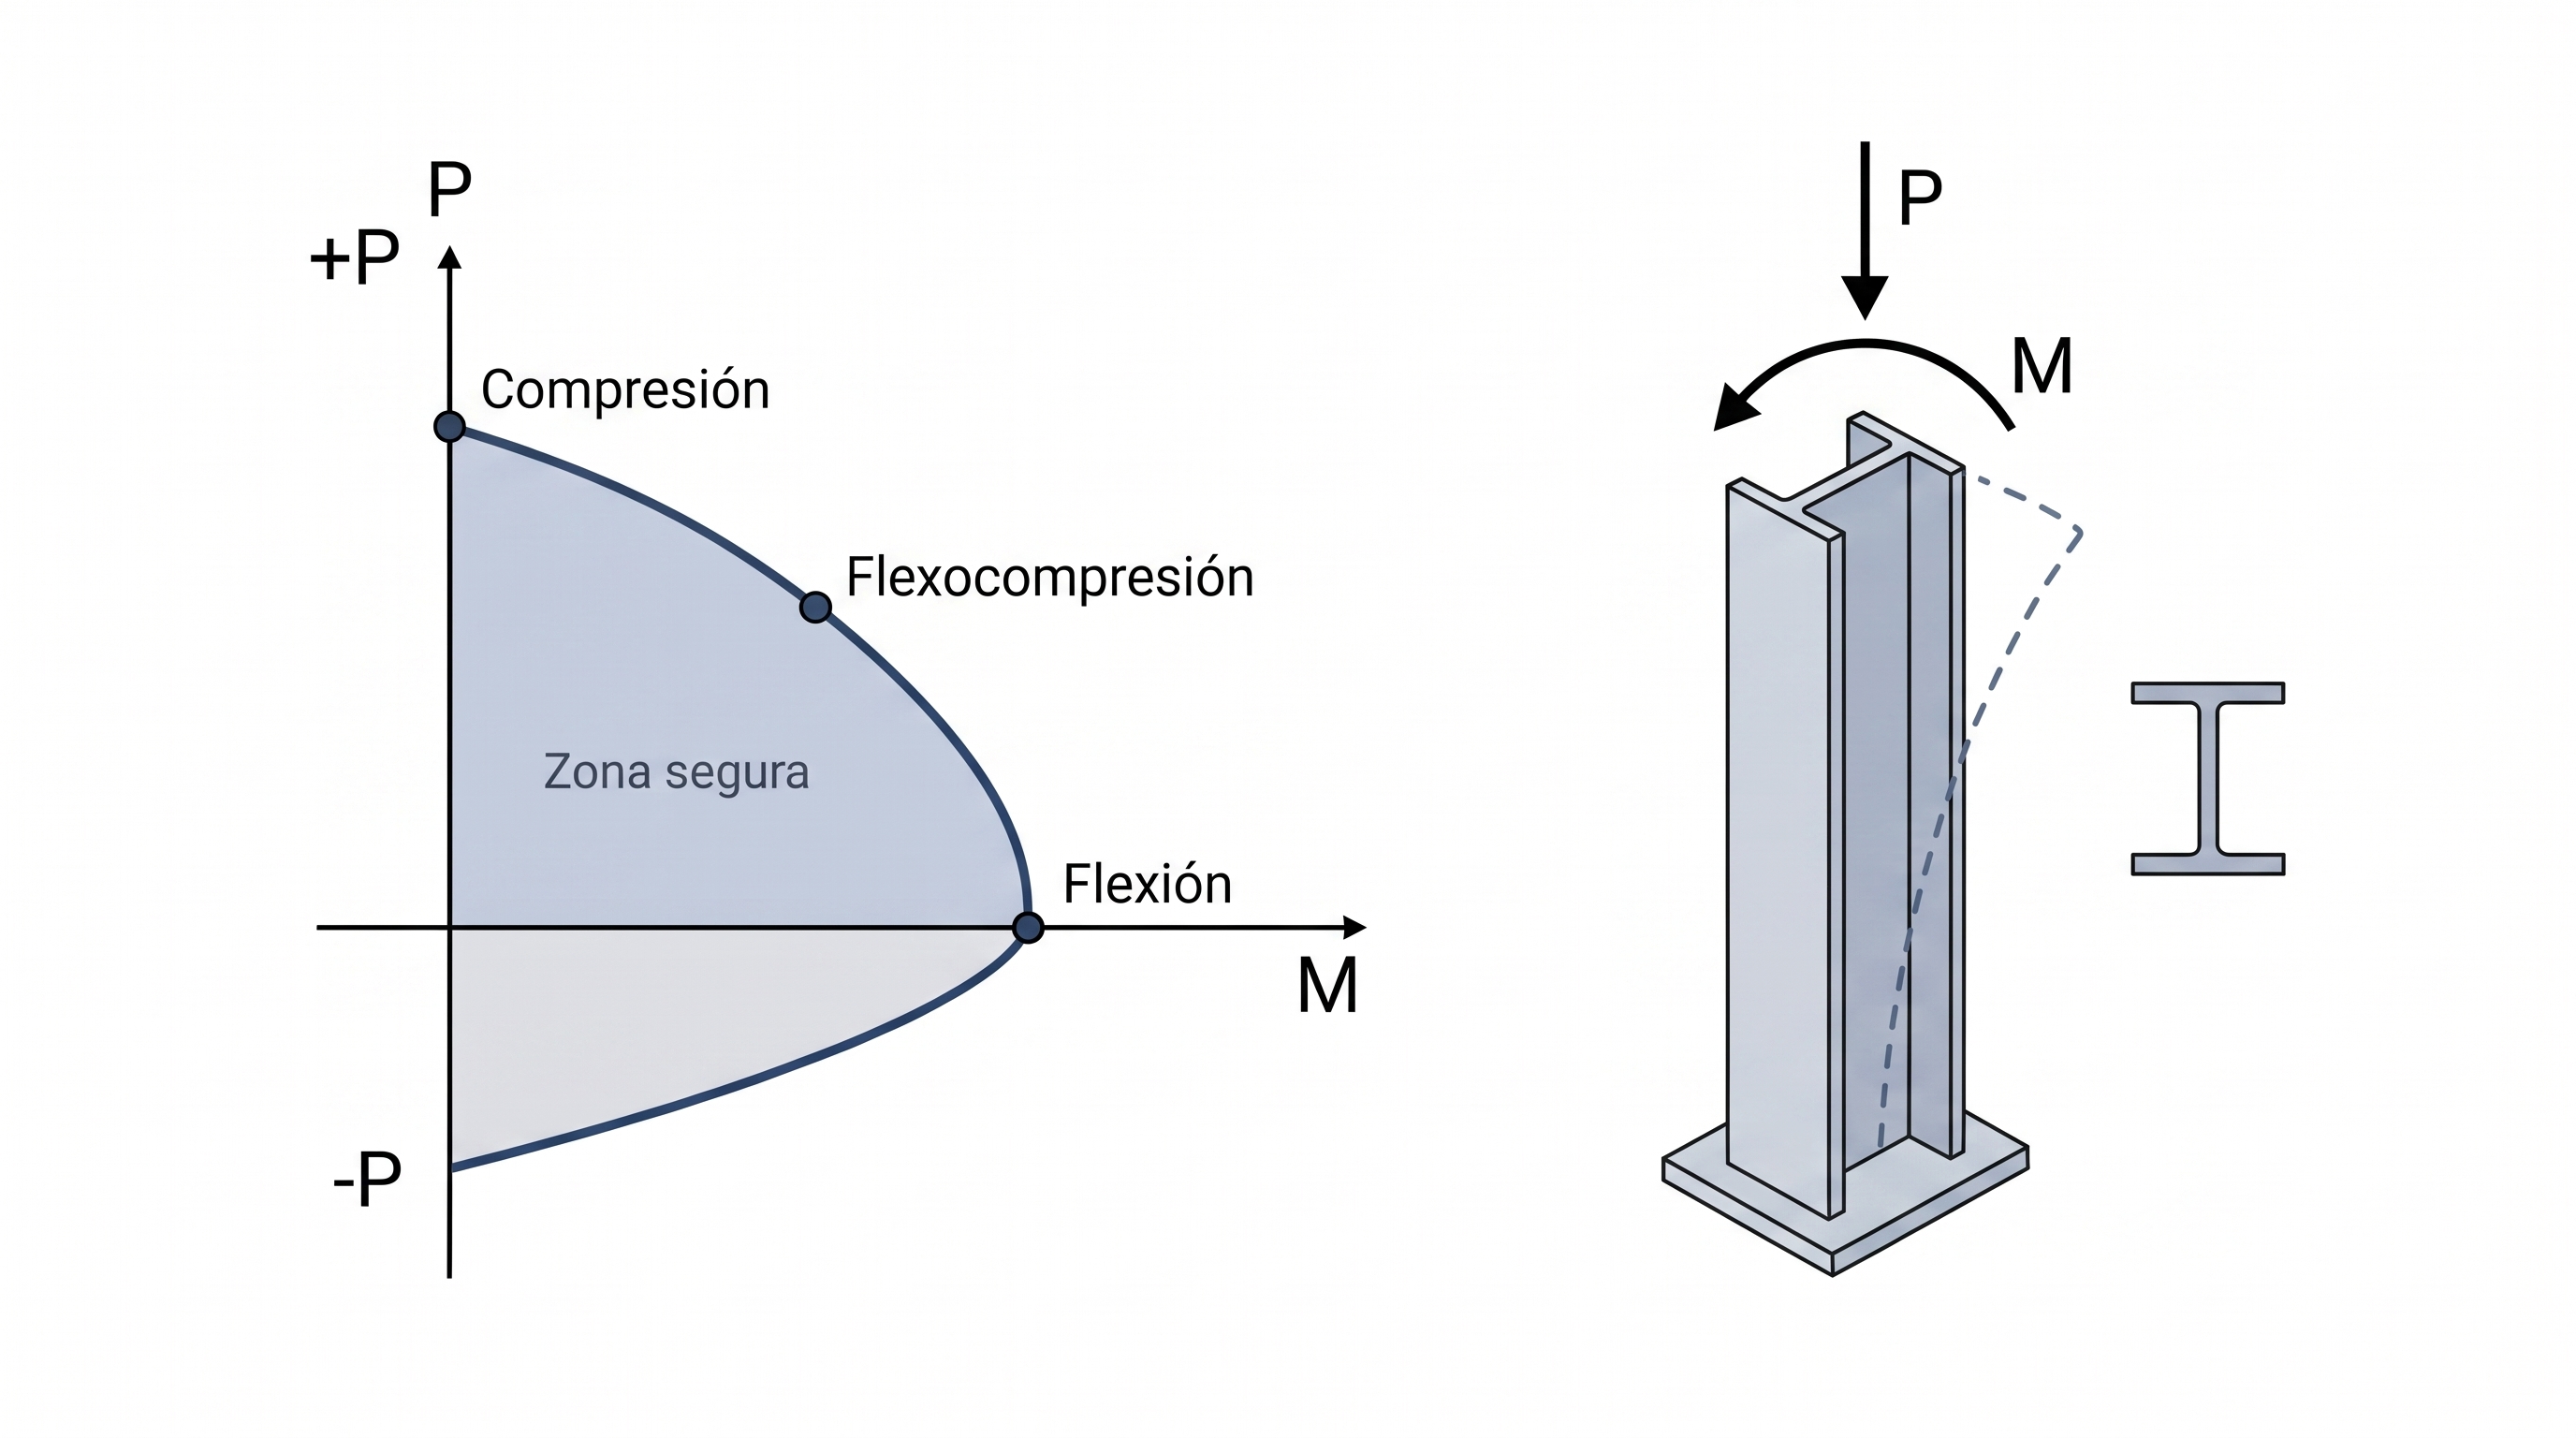 P
+P
Compresión
Flexocompresión
Zona segura
Flexión
M
-P
P
M